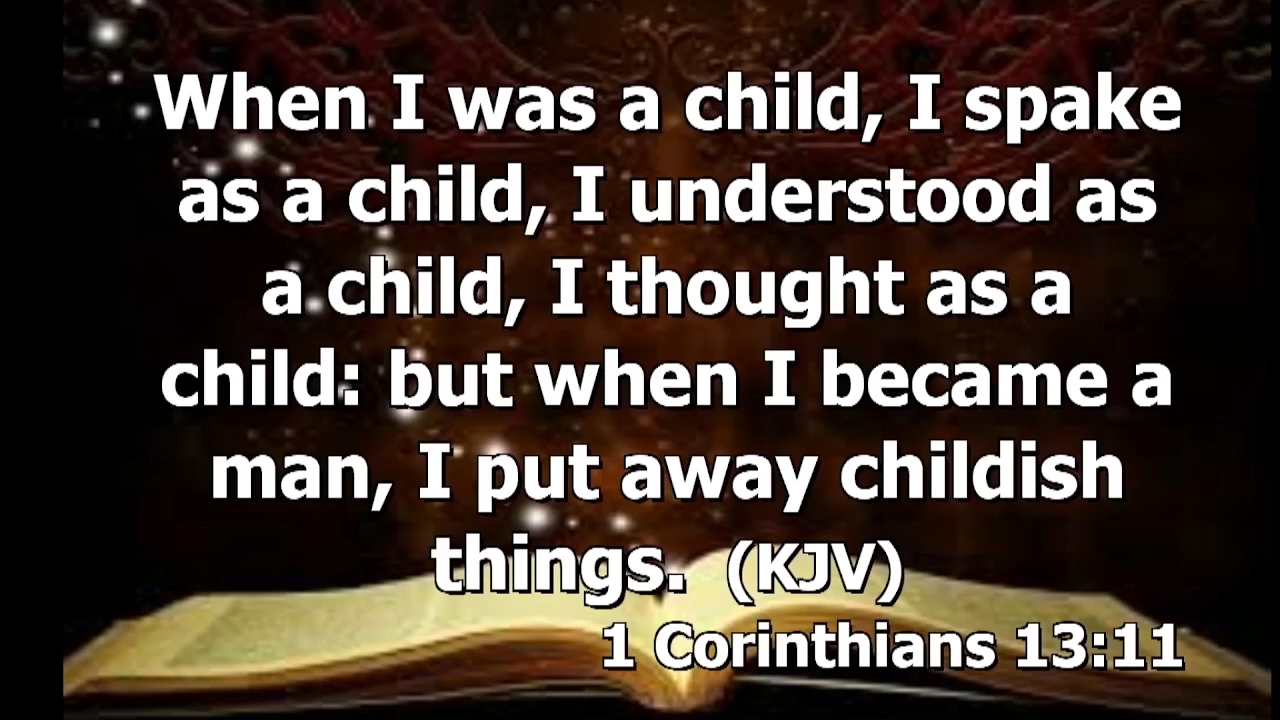 When I was a child, I spake
as a child, I understood as
a child, I thought as a
child: but when I became a
man, I put away childish
things. (KJV)
1 Corinthians 13:11